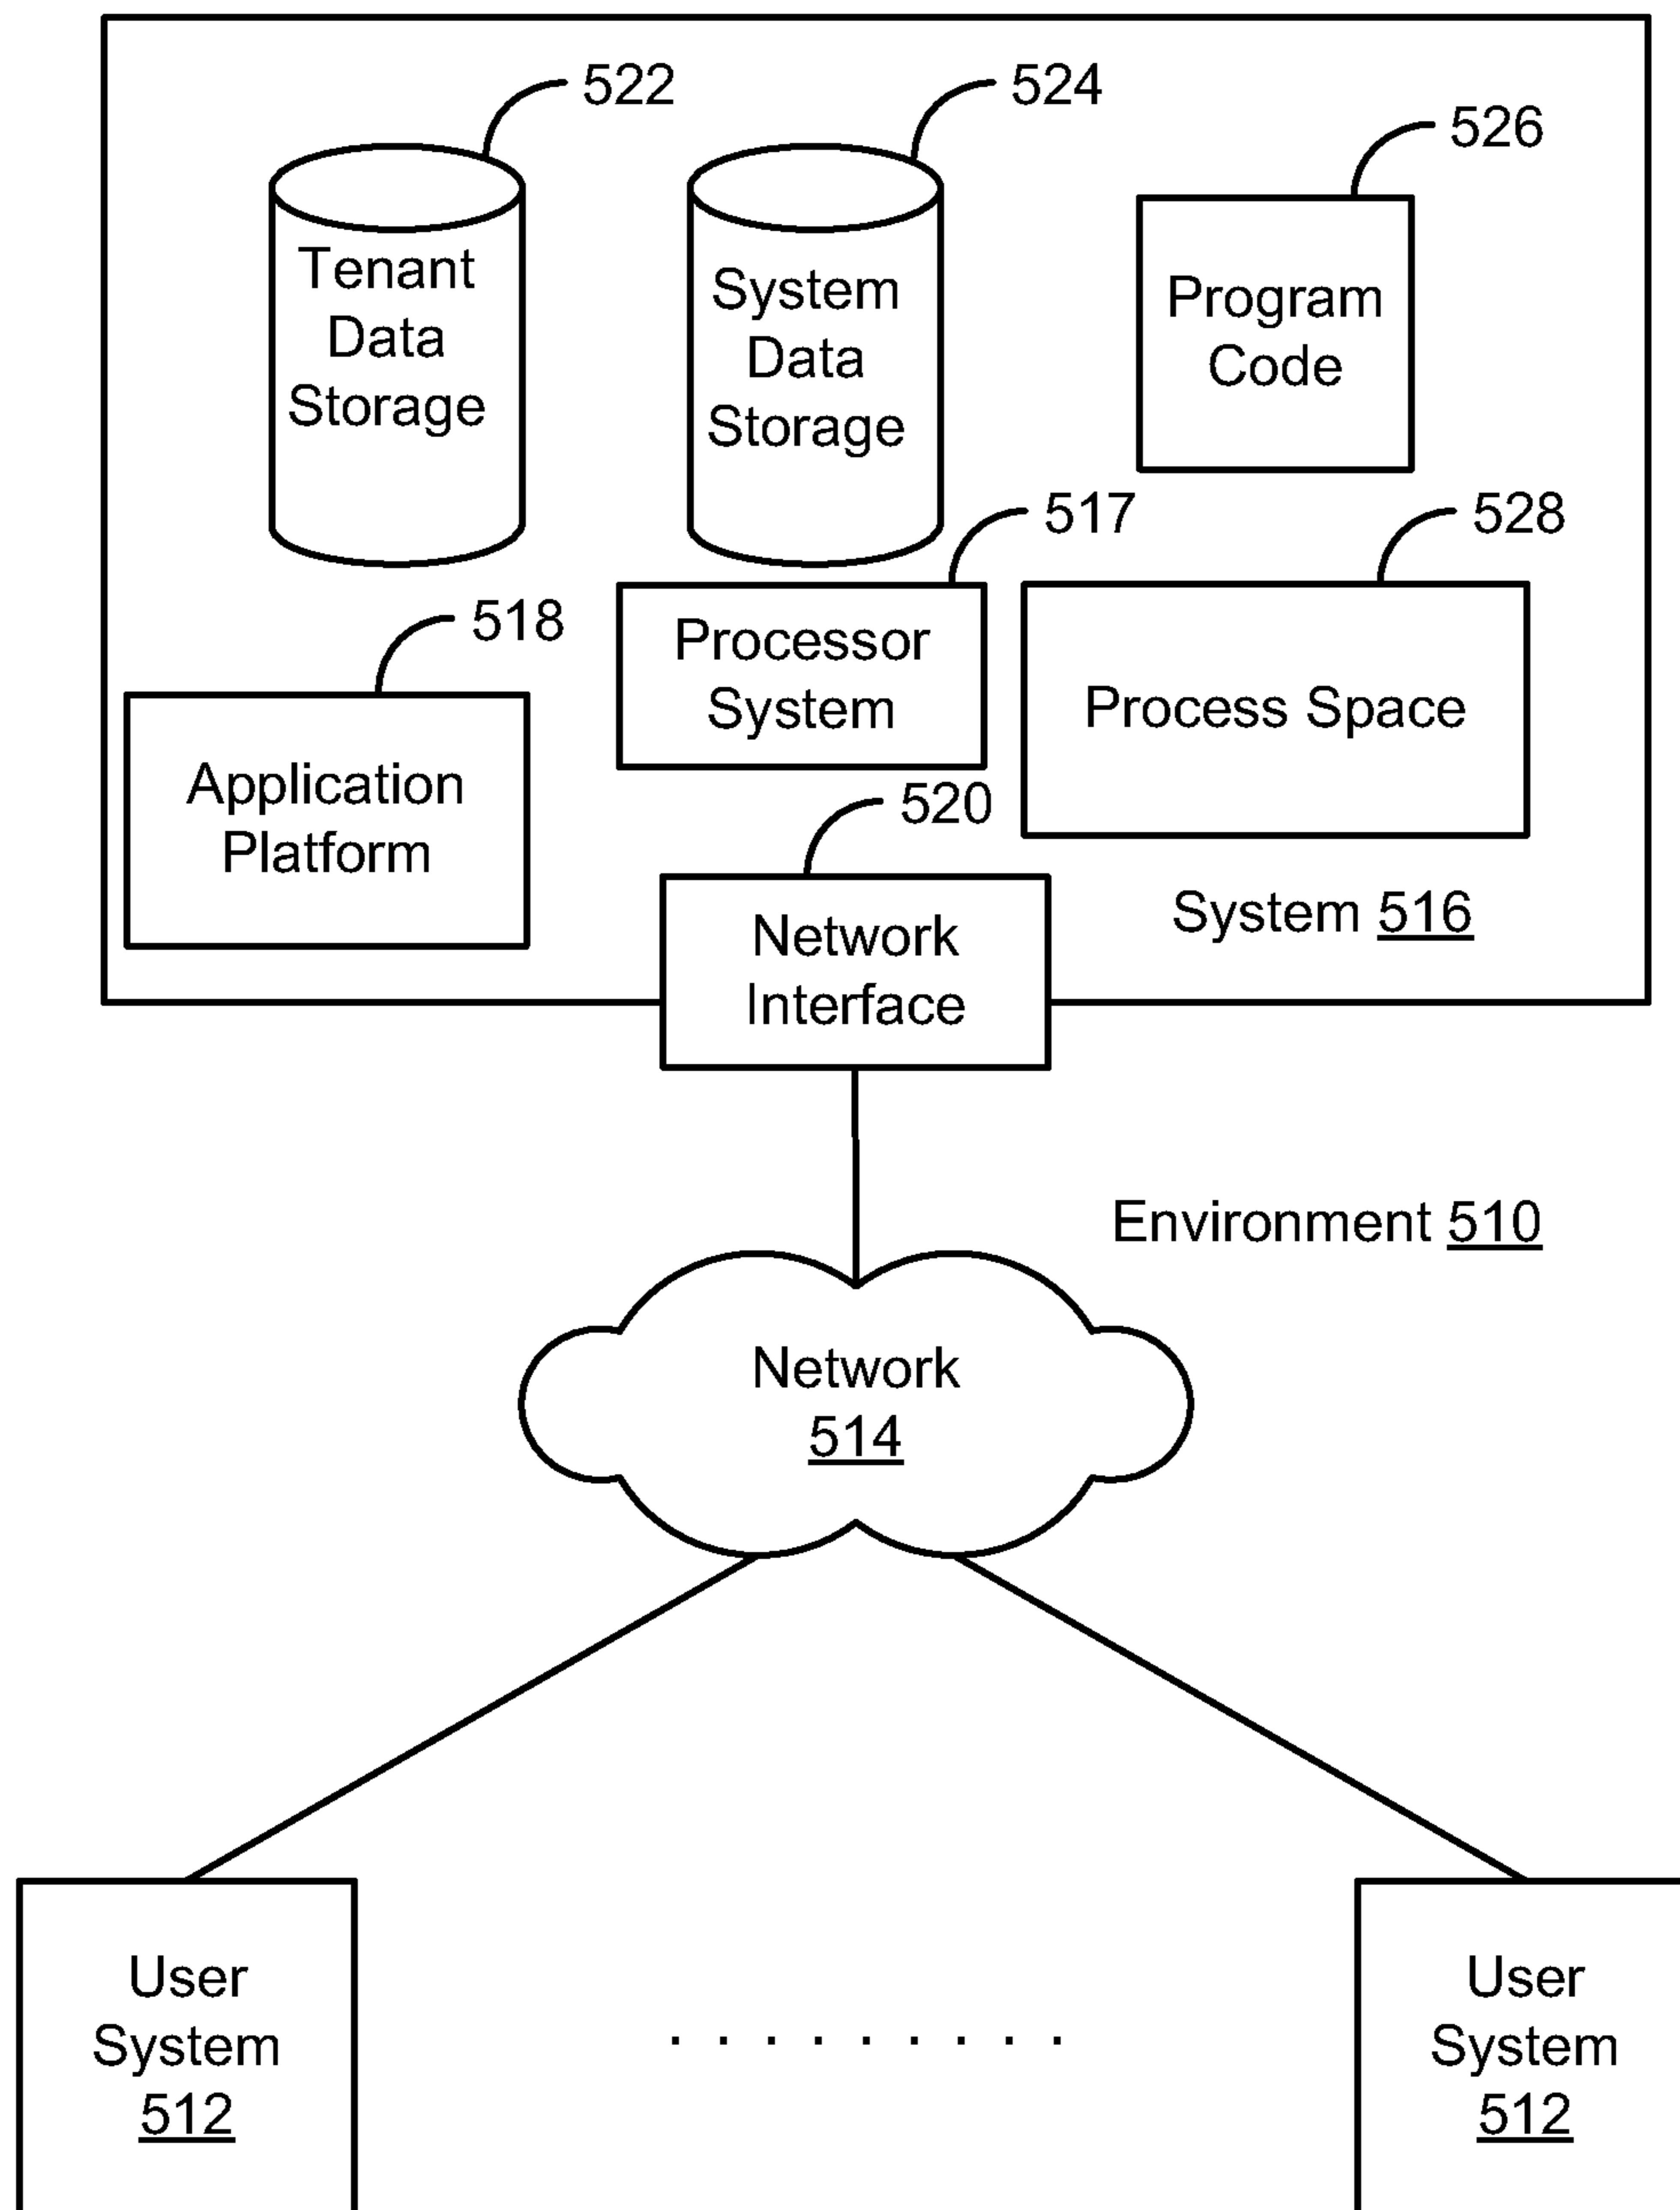 522
524
526
Tenant
Data
Storage
System
Data
Storage
Program
Code
517
528
518
Processor
System
Process Space
Application
Platform
520
Network
Interface
System 516
Environment 510
Network
514
User
System
512
. . . . . . . . .
User
System
512